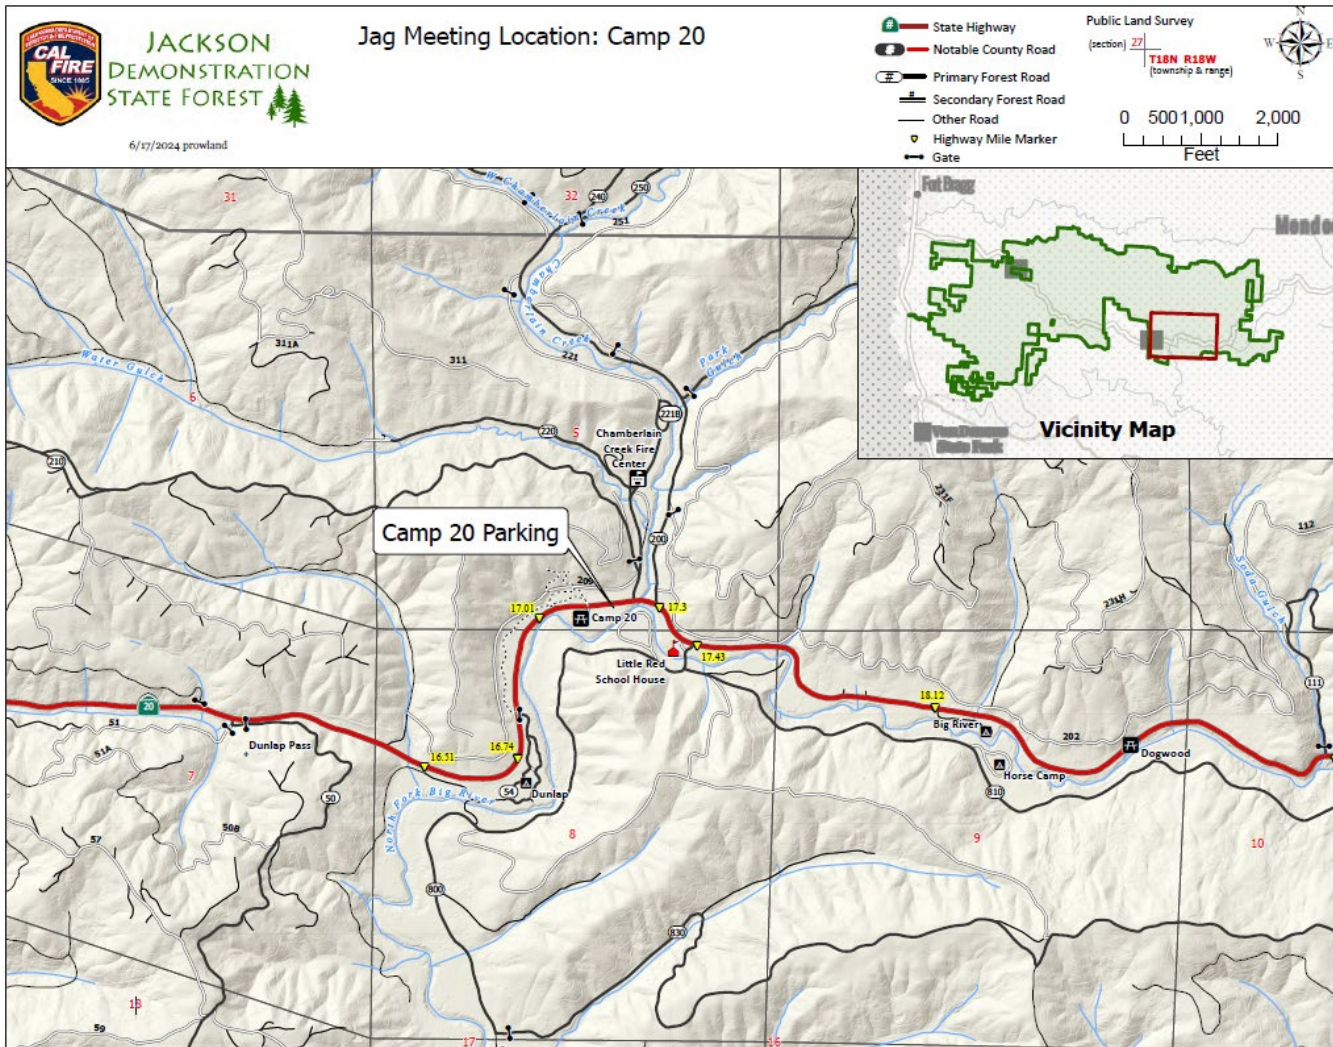 Jag Meeting Location: Camp 20
CAL
FIRE
SINCE 1885
JACKSON
DEMONSTRATION
STATE FOREST
6/17/2024 prowland
#
State Highway
#
Notable County Road
#
Primary Forest Road
#
Secondary Forest Road
Other Road
Highway Mile Marker
Gate
Public Land Survey
(section) 27
T18N R18W
(township & range)
N
W E
S
0 500 1,000 2,000
Feet
Fort Bragg
Vicinity Map
State Park
31
32
W Chamberlain Creek
240
250
251
Chamberlain Creek
311A
311
221
Park Gulch
Water Gulch
6
5
220
221B
Chamberlain
Creek Fire
Center
210
231F
112
Camp 20 Parking
200
209
231H
Soda Gulch
17.01
17.3
Camp 20
17.43
Little Red
School House
111
20
18.12
Big River
51
51A
Dunlap Pass
16.74
16.51
202
Dogwood
Horse Camp
7
54
Dunlap
810
50
North Fork Big River
50B
57
8
9
10
800
830
18
59
17
16